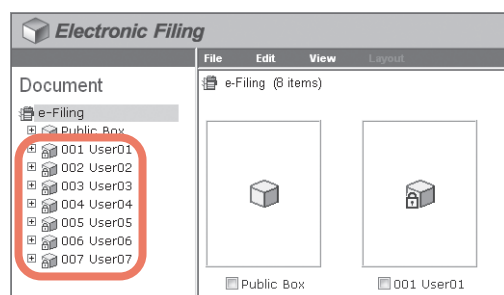 Electronic Filing
File Edit View Layout
Document
e-Filing (8 items)
e-Filing
Public Box
001 User01
002 User02
003 User03
004 User04
005 User05
006 User06
007 User07
Public Box
001 User01